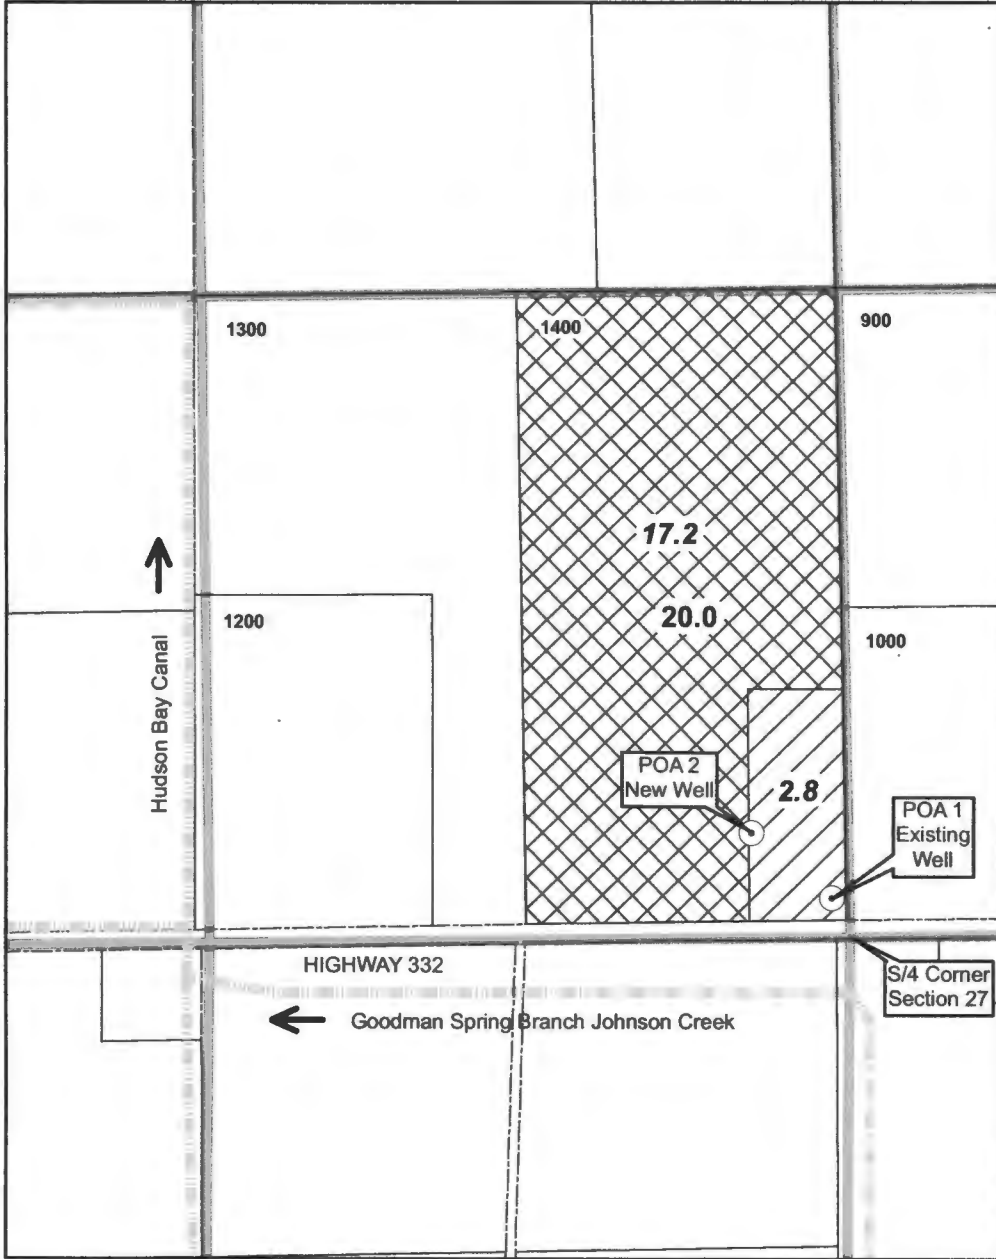 1300
1400
900
17.2
20.0
1200
1000
Hudson Bay Canal
POA 2
New Well
2.8
POA 1
Existing
Well
HIGHWAY 332
S/4 Corner
Section 27
Goodman Spring Branch Johnson Creek